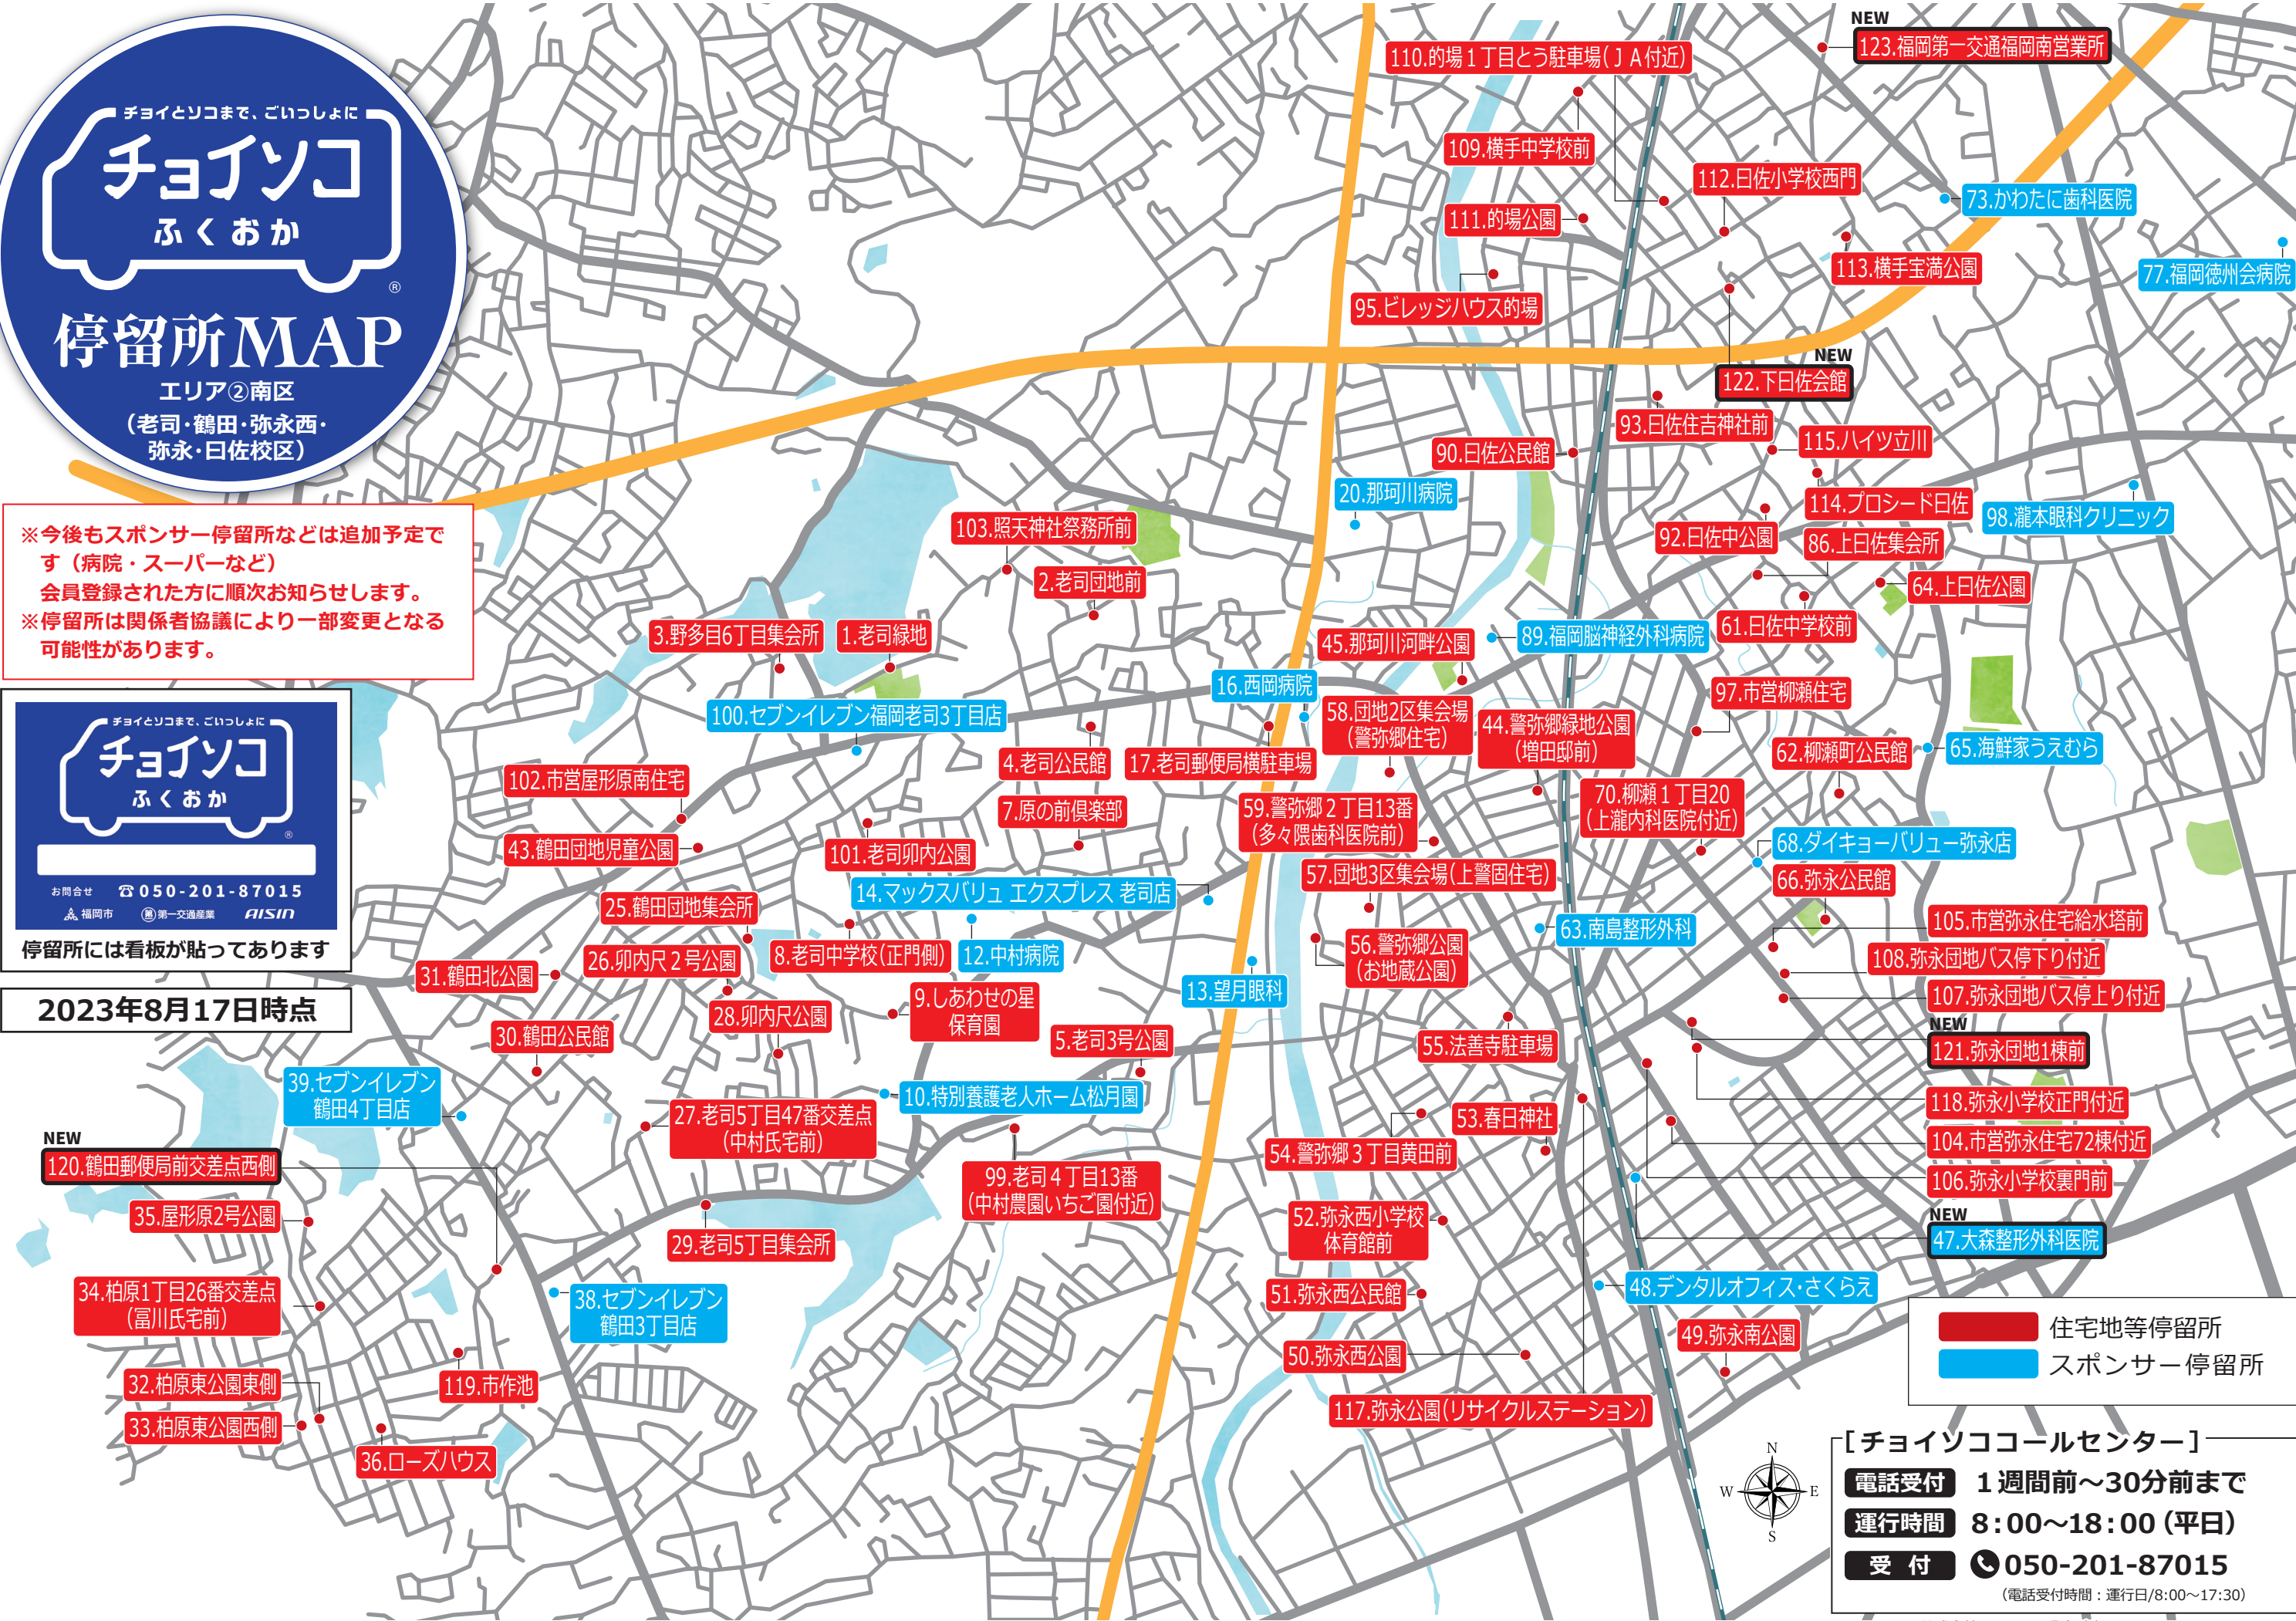 チョイとソコまで、ごいっしょに
チョイソコ
ふくおか
®
停留所MAP
エリア②南区
(老司・鶴田・弥永西・
弥永・曰佐校区)
※今後もスポンサー停留所などは追加予定で
す（病院・スーパーなど）
会員登録された方に順次お知らせします。
※停留所は関係者協議により一部変更となる
可能性があります。
チョイとソコまで、ごいっしょに
チョイソコ
ふくおか
®
お問合せ ☎050-201-87015
福岡市 第一交通産業 AISIN
停留所には看板が貼ってあります
2023年8月17日時点
NEW
123.福岡第一交通福岡南営業所
110.的場１丁目とう駐車場(ＪＡ付近)
109.横手中学校前
112.曰佐小学校西門
73.かわたに歯科医院
111.的場公園
113.横手宝満公園
77.福岡徳州会病院
95.ビレッジハウス的場
NEW
122.下曰佐会館
93.曰佐住吉神社前
115.ハイツ立川
90.曰佐公民館
20.那珂川病院
114.プロシード曰佐
98.瀧本眼科クリニック
103.照天神社祭務所前
92.曰佐中公園
86.上曰佐集会所
2.老司団地前
64.上曰佐公園
3.野多目6丁目集会所
1.老司緑地
45.那珂川河畔公園
89.福岡脳神経外科病院
61.曰佐中学校前
16.西岡病院
97.市営柳瀬住宅
100.セブンイレブン福岡老司3丁目店
58.団地2区集会場
(警弥郷住宅)
44.警弥郷緑地公園
(増田邸前)
62.柳瀬町公民館
65.海鮮家うえむら
4.老司公民館
17.老司郵便局横駐車場
102.市営屋形原南住宅
7.原の前倶楽部
59.警弥郷２丁目13番
(多々隈歯科医院前)
70.柳瀬１丁目20
(上瀧内科医院付近)
43.鶴田団地児童公園
101.老司卯内公園
68.ダイキョーバリュー弥永店
57.団地3区集会場(上警固住宅)
66.弥永公民館
14.マックスバリュ エクスプレス 老司店
25.鶴田団地集会所
105.市営弥永住宅給水塔前
63.南島整形外科
8.老司中学校(正門側)
12.中村病院
56.警弥郷公園
(お地蔵公園)
108.弥永団地バス停下り付近
26.卯内尺２号公園
31.鶴田北公園
13.望月眼科
107.弥永団地バス停上り付近
9.しあわせの星
保育園
28.卯内尺公園
30.鶴田公民館
5.老司3号公園
55.法善寺駐車場
NEW
121.弥永団地1棟前
39.セブンイレブン
鶴田4丁目店
10.特別養護老人ホーム松月園
118.弥永小学校正門付近
27.老司5丁目47番交差点
(中村氏宅前)
53.春日神社
104.市営弥永住宅72棟付近
NEW
120.鶴田郵便局前交差点西側
54.警弥郷３丁目黄田前
106.弥永小学校裏門前
99.老司４丁目13番
(中村農園いちご園付近)
35.屋形原2号公園
52.弥永西小学校
体育館前
NEW
47.大森整形外科医院
29.老司5丁目集会所
34.柏原1丁目26番交差点
(冨川氏宅前)
38.セブンイレブン
鶴田3丁目店
51.弥永西公民館
48.デンタルオフィス・さくらえ
49.弥永南公園
50.弥永西公園
32.柏原東公園東側
119.市作池
33.柏原東公園西側
117.弥永公園(リサイクルステーション)
36.ローズハウス
住宅地等停留所
スポンサー停留所
N
W E
S
[チョイソココールセンター]
電話受付 １週間前～30分前まで
運行時間 8:00～18:00（平日）
受 付 050-201-87015
（電話受付時間：運行日/8:00～17:30）